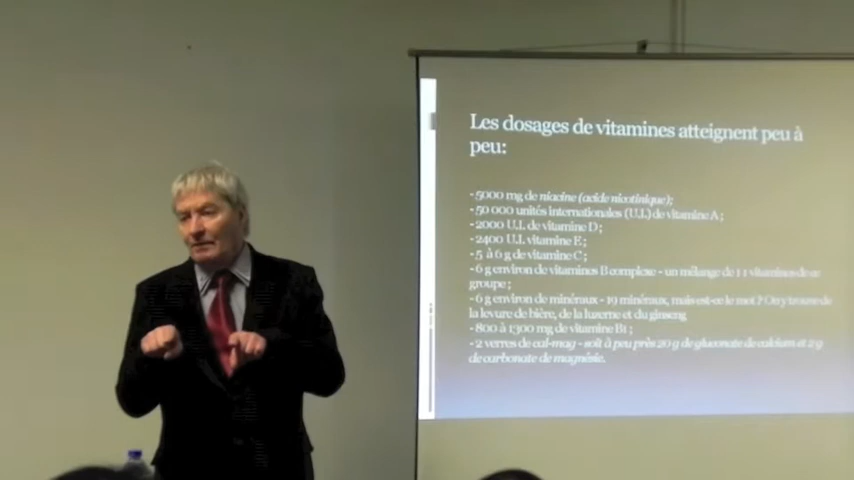 Les dosages de vitamines atteignent peu à
peu:
- 5000 mg de niacine (acide nicotinique);
- 50 000 unités internationales (U.I.) de vitamine A ;
- 2000 U.I. de vitamine D ;
- 2400 U.I. vitamine E ;
- 5 à 6 g de vitamine C ;
- 6 g environ de vitamines B complexe - un mélange de 11 vitamines de ce
groupe ;
- 6 g environ de minéraux - 19 minéraux, mais est-ce le mot ? On y trouve de
la levure de bière, de la luzerne et du ginseng
- 800 à 1300 mg de vitamine B1 ;
- 2 verres de cal-mag - soit à peu près 20 g de gluconate de calcium et 2 g
de carbonate de magnésie.